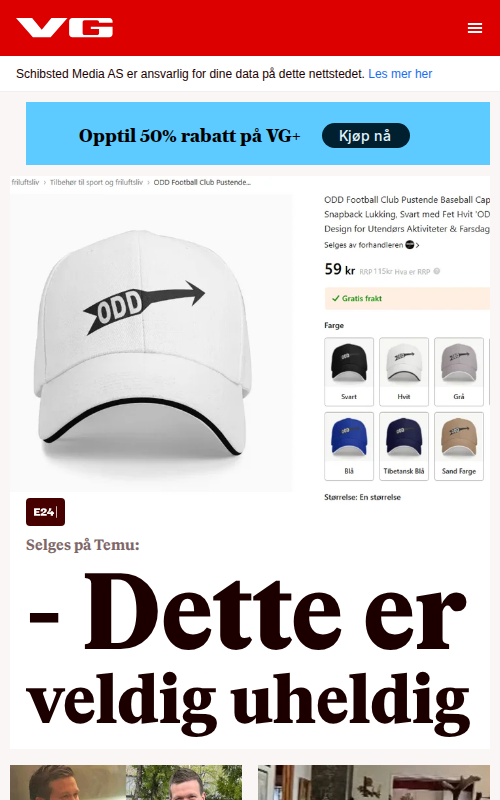 VG
Schibsted Media AS er ansvarlig for dine data på dette nettstedet. Les mer her
Opptil 50% rabatt på VG+
Kjøp nå
friluftsliv › Tilbehør til sport og friluftsliv › ODD Football Club Pustende...
ODD
ODD Football Club Pustende Baseball Cap
Snapback Lukking, Svart med Fet Hvit 'OD
Design for Utendørs Aktiviteter & Farsdag
Selges av forhandleren
59 kr RRP 115kr Hva er RRP
Gratis frakt
Farge
Svart
Hvit
Grå
Blå
Tibetansk Blå
Sand Farge
Størrelse: En størrelse
E24
Selges på Temu:
- Dette er
veldig uheldig